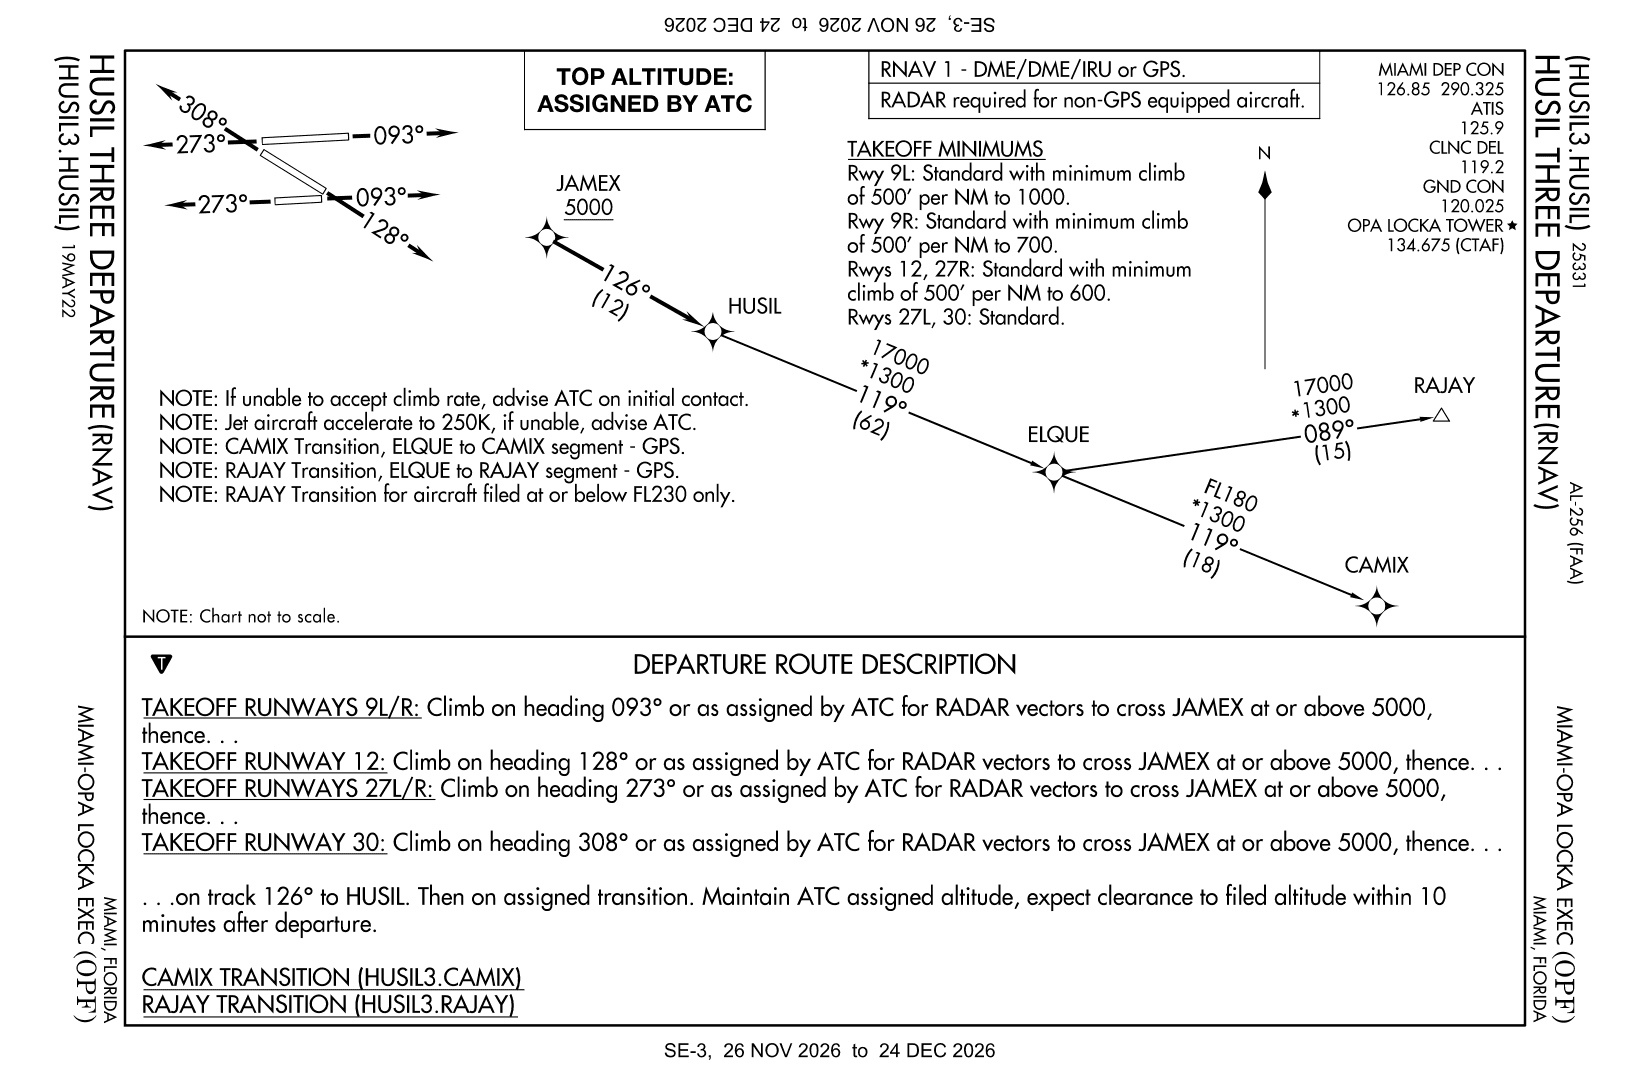 SE-3, 26 NOV 2026 to 24 DEC 2026
(HUSIL3.HUSIL) 19MAY22
HUSIL THREE DEPARTURE (RNAV)
MIAMI-OPA LOCKA EXEC (OPF)
MIAMI, FLORIDA
308°
273°
093°
273°
093°
128°
TOP ALTITUDE:
ASSIGNED BY ATC
RNAV 1 - DME/DME/IRU or GPS.
RADAR required for non-GPS equipped aircraft.
MIAMI DEP CON
126.85 290.325
ATIS
125.9
CLNC DEL
119.2
GND CON
120.025
OPA LOCKA TOWER ★
134.675 (CTAF)
TAKEOFF MINIMUMS
Rwy 9L: Standard with minimum climb
of 500' per NM to 1000.
Rwy 9R: Standard with minimum climb
of 500' per NM to 700.
Rwys 12, 27R: Standard with minimum
climb of 500' per NM to 600.
Rwys 27L, 30: Standard.
N
JAMEX
5000
126°
(12)
HUSIL
17000
*1300
119°
(62)
ELQUE
17000
*1300
089°
(15)
RAJAY
FL180
*1300
119°
(18)
CAMIX
NOTE: If unable to accept climb rate, advise ATC on initial contact.
NOTE: Jet aircraft accelerate to 250K, if unable, advise ATC.
NOTE: CAMIX Transition, ELQUE to CAMIX segment - GPS.
NOTE: RAJAY Transition, ELQUE to RAJAY segment - GPS.
NOTE: RAJAY Transition for aircraft filed at or below FL230 only.
NOTE: Chart not to scale.
T
DEPARTURE ROUTE DESCRIPTION
TAKEOFF RUNWAYS 9L/R: Climb on heading 093° or as assigned by ATC for RADAR vectors to cross JAMEX at or above 5000,
thence. . .
TAKEOFF RUNWAY 12: Climb on heading 128° or as assigned by ATC for RADAR vectors to cross JAMEX at or above 5000, thence. . .
TAKEOFF RUNWAYS 27L/R: Climb on heading 273° or as assigned by ATC for RADAR vectors to cross JAMEX at or above 5000,
thence. . .
TAKEOFF RUNWAY 30: Climb on heading 308° or as assigned by ATC for RADAR vectors to cross JAMEX at or above 5000, thence. . .
. . .on track 126° to HUSIL. Then on assigned transition. Maintain ATC assigned altitude, expect clearance to filed altitude within 10
minutes after departure.
CAMIX TRANSITION (HUSIL3.CAMIX)
RAJAY TRANSITION (HUSIL3.RAJAY)
(HUSIL3.HUSIL) 25331
HUSIL THREE DEPARTURE (RNAV)
AL-256 (FAA)
MIAMI-OPA LOCKA EXEC (OPF)
MIAMI, FLORIDA
SE-3, 26 NOV 2026 to 24 DEC 2026